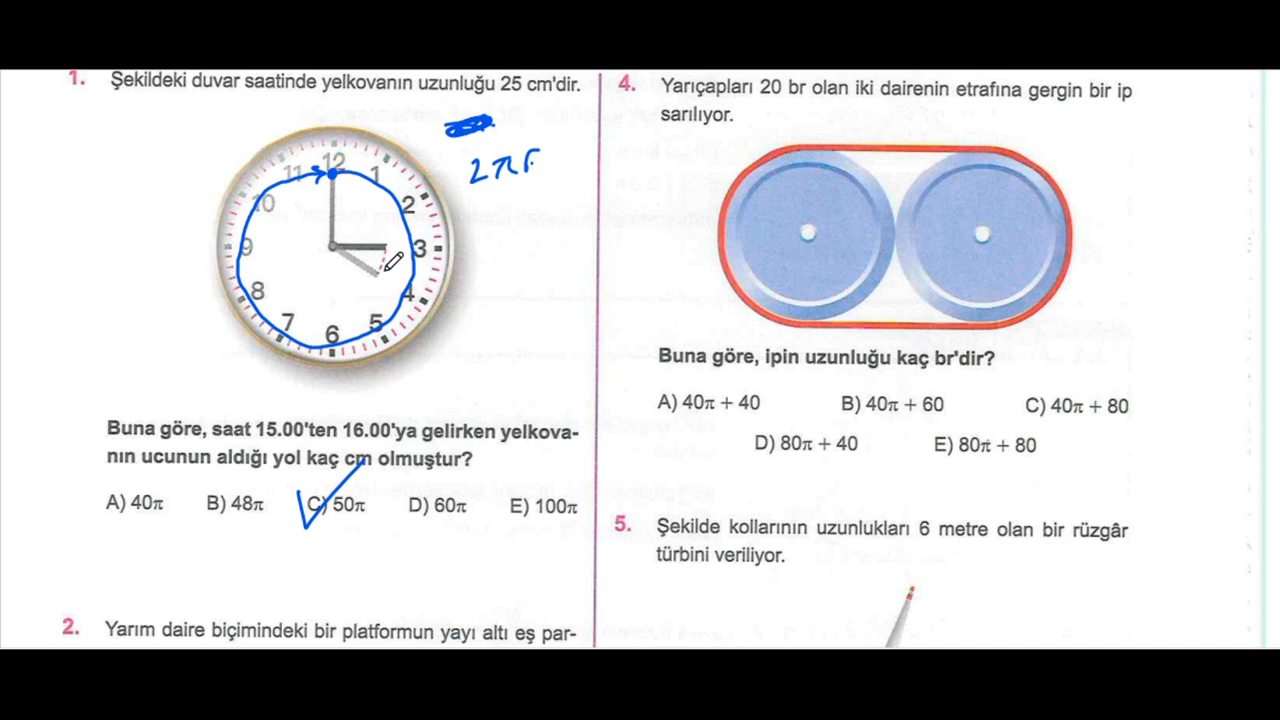 1. Şekildeki duvar saatinde yelkovanın uzunluğu 25 cm'dir.
12
1
2
3
4
5
6
7
8
9
10
11
2πr
Buna göre, saat 15.00'ten 16.00'ya gelirken yelkova-
nın ucunun aldığı yol kaç cm olmuştur?
A) 40π B) 48π C) 50π D) 60π E) 100π
2. Yarım daire biçimindeki bir platformun yayı altı eş par-
4. Yarıçapları 20 br olan iki dairenin etrafına gergin bir ip
sarılıyor.
Buna göre, ipin uzunluğu kaç br'dir?
A) 40π + 40 B) 40π + 60 C) 40π + 80
D) 80π + 40 E) 80π + 80
5. Şekilde kollarının uzunlukları 6 metre olan bir rüzgâr
türbini veriliyor.